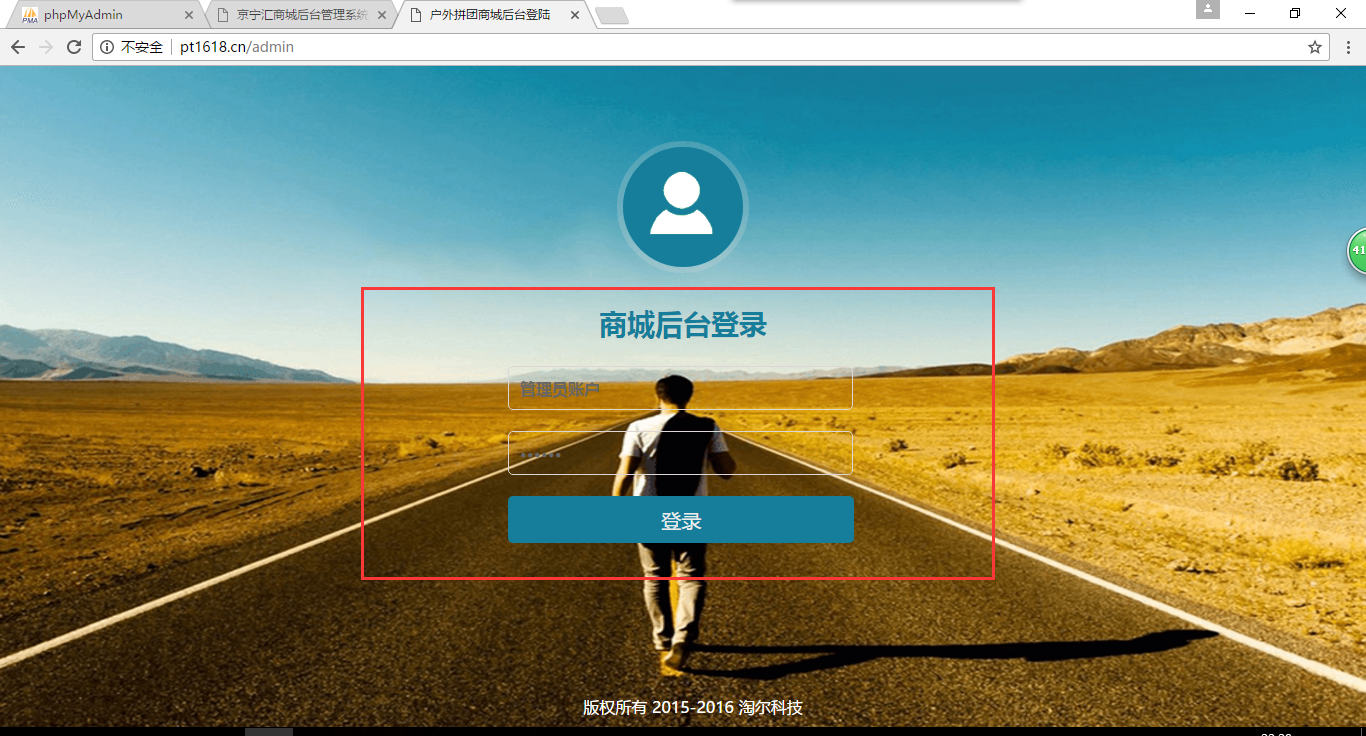 phpMyAdmin
京宁汇商城后台管理系统
户外拼团商城后台登陆
不安全
pt1618.cn/admin
41
商城后台登录
管理员账户
登录
版权所有 2015-2016 淘尔科技